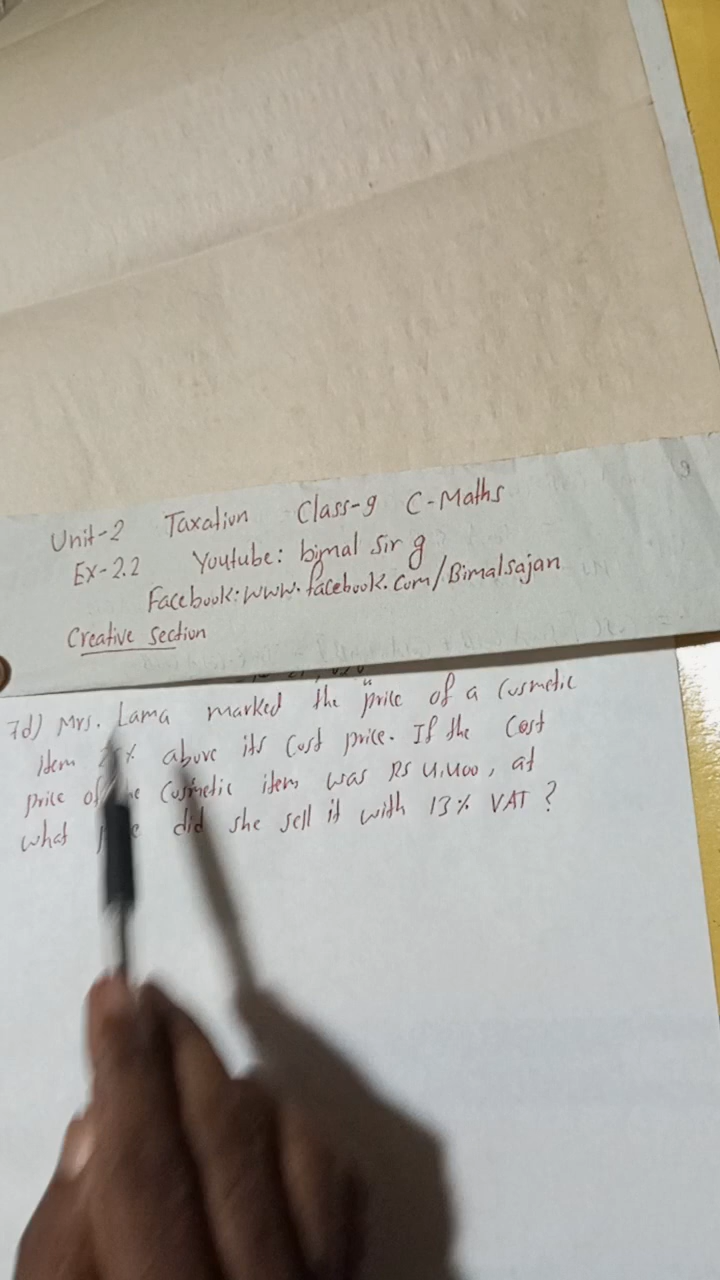 Unit-2 Taxation Class-9 C-Maths
Ex-2.2 Youtube: bimal sir g
Facebook: www.facebook.com/Bimalsajan
Creative section
7d) Mrs. Lama marked the price of a Cusmetic
item above its Cost price. If the Cost
price of Cusmetic item was Rs 4,400, at
what did she sell it with 13% VAT ?